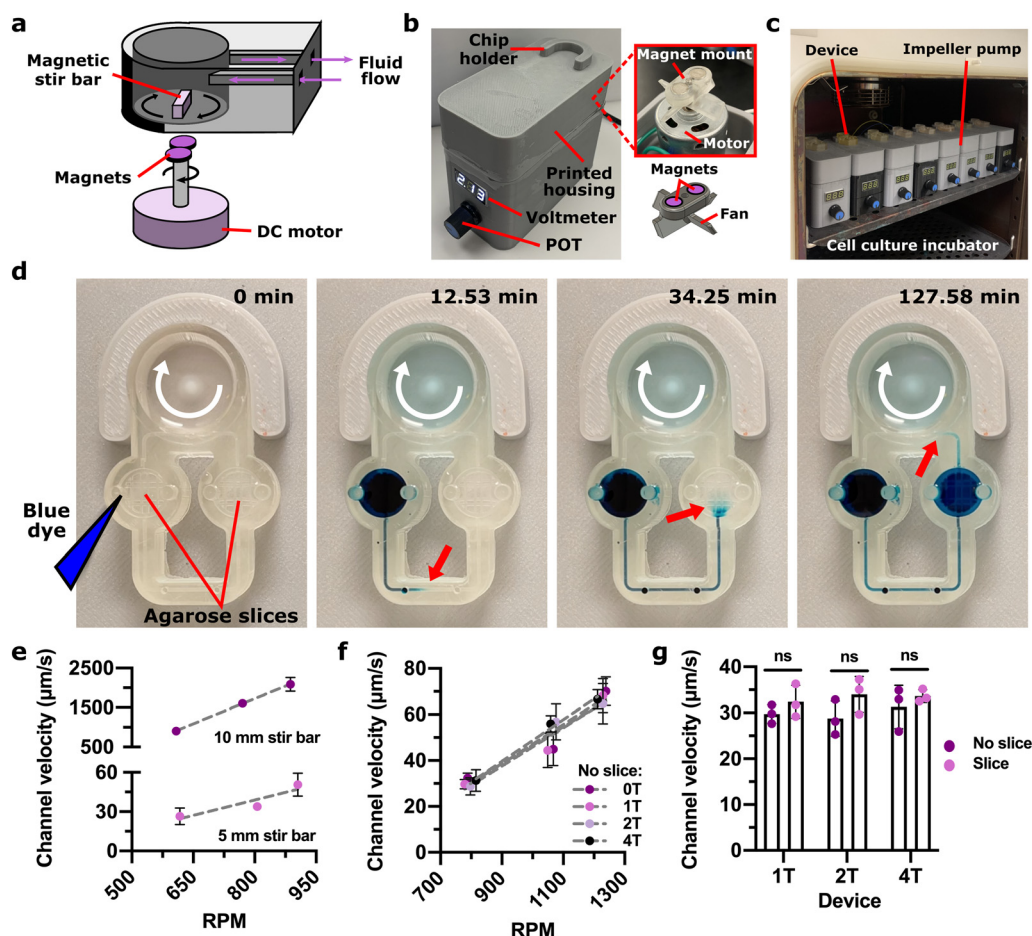 a
Magnetic
stir bar
Fluid
flow
Magnets
DC motor
b
Chip
holder
Magnet mount
Motor
Printed
housing
2.13
Voltmeter
POT
Magnets
Fan
c
Device
Impeller pump
Cell culture incubator
d
0 min
12.53 min
34.25 min
127.58 min
Blue
dye
Agarose slices
e
Channel velocity (µm/s)
2500
2000
1500
1000
500
10 mm stir bar
60
30
0
5 mm stir bar
500
650
800
950
RPM
f
Channel velocity (µm/s)
80
60
40
20
0
No slice:
0T
1T
2T
4T
700
900
1100
1300
RPM
g
Channel velocity (µm/s)
40
30
20
10
0
ns
ns
ns
No slice
Slice
1T
2T
4T
Device